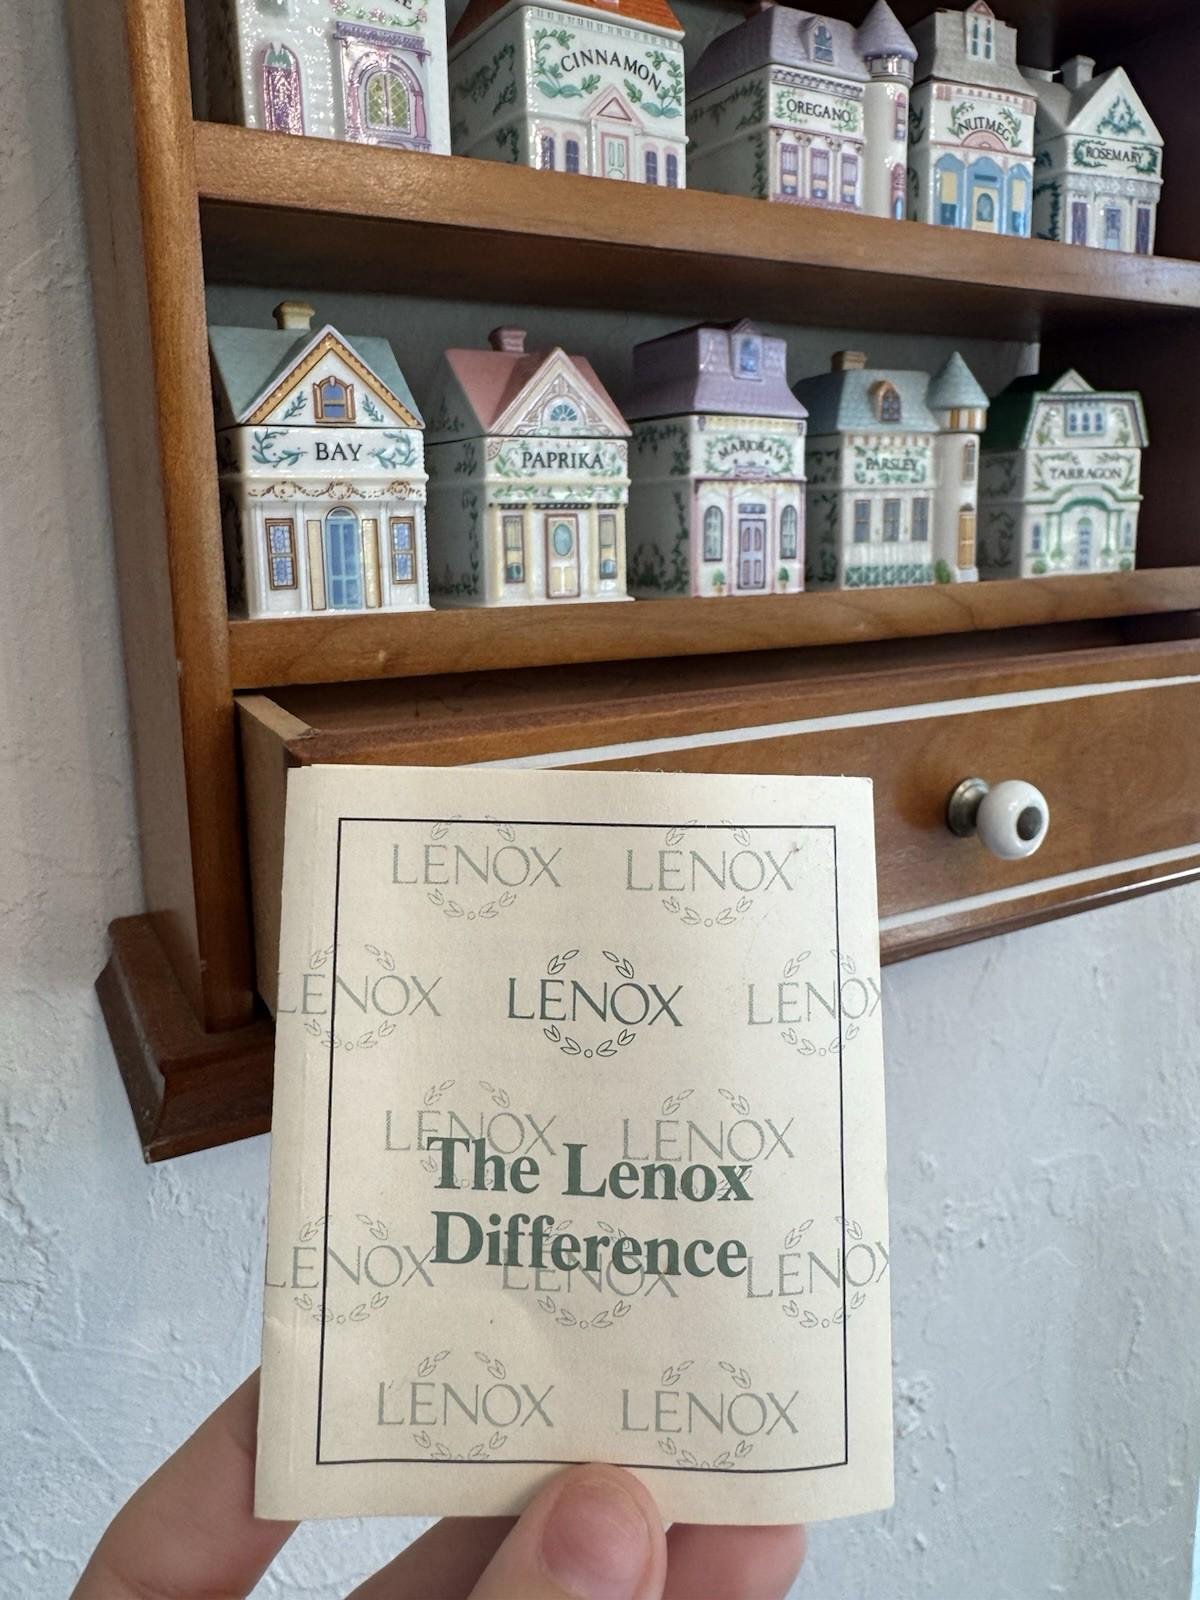 CINNAMON
OREGANO
NUTMEG
ROSEMARY
BAY
PAPRIKA
MARJORAM
PARSLEY
TARRAGON
LENOX LENOX
LENOX LENOX LENOX
LENOX LENOX
The Lenox
Difference
LENOX LENOX LENOX
LENOX LENOX